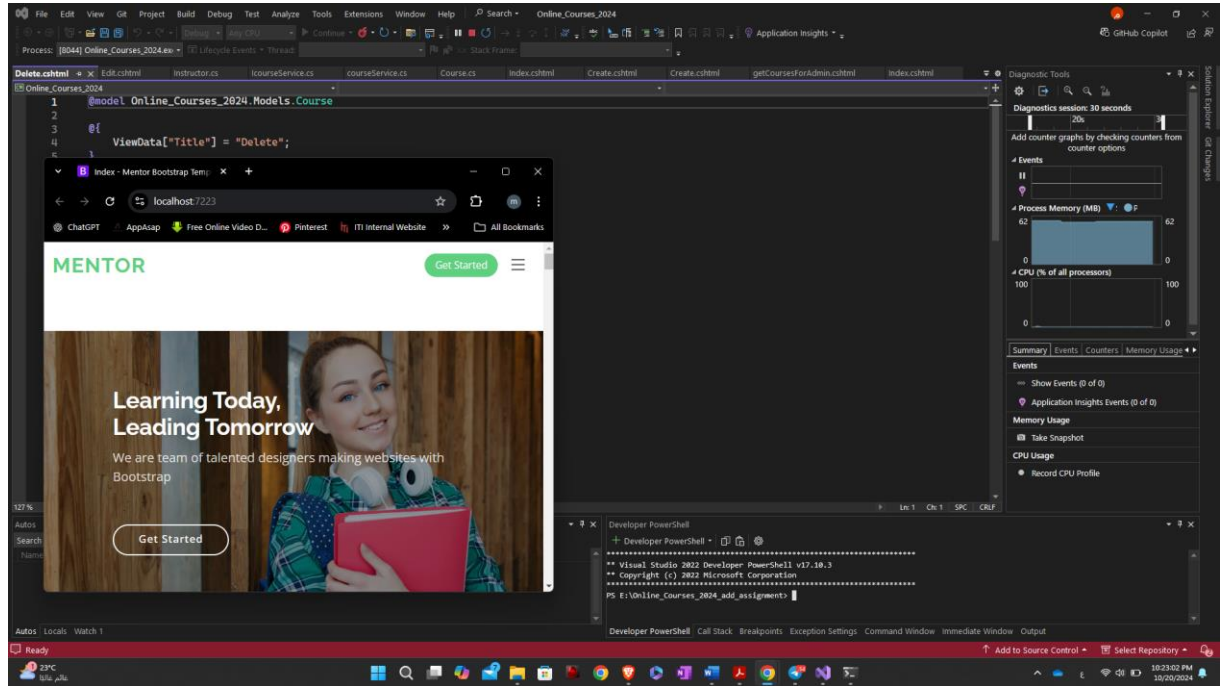 File Edit View Git Project Build Debug Test Analyze Tools Extensions Window Help Search Online_Courses_2024
Debug Any CPU Continue Application Insights GitHub Copilot
Process: [8044] Online_Courses_2024.exe Lifecycle Events Thread: Stack Frame:
Delete.cshtml Edit.cshtml Instructor.cs IcourseService.cs courseService.cs Course.cs Index.cshtml Create.cshtml Create.cshtml getCoursesForAdmin.cshtml Index.cshtml
Online_Courses_2024
1 @model Online_Courses_2024.Models.Course
2
3 @{
4 ViewData["Title"] = "Delete";
5 }
Index - Mentor Bootstrap Temp
localhost:7223
m
ChatGPT AppAsap Free Online Video D... Pinterest ITI Internal Website » All Bookmarks
MENTOR Get Started
Learning Today,
Leading Tomorrow
We are team of talented designers making websites with
Bootstrap
Get Started
127 % Ln: 1 Ch: 1 SPC CRLF
Autos
Search
Name
Autos Locals Watch 1
Developer PowerShell
+ Developer PowerShell
** Visual Studio 2022 Developer PowerShell v17.10.3
** Copyright (c) 2022 Microsoft Corporation
PS E:\Online_Courses_2024_add_assignment>
Developer PowerShell Call Stack Breakpoints Exception Settings Command Window Immediate Window Output
Diagnostic Tools
Diagnostics session: 30 seconds
20s 3
Add counter graphs by checking counters from
counter options
Events
Process Memory (MB)
62 62
0 0
CPU (% of all processors)
100 100
0 0
Summary Events Counters Memory Usage
Events
Show Events (0 of 0)
Application Insights Events (0 of 0)
Memory Usage
Take Snapshot
CPU Usage
Record CPU Profile
Solution Explorer
Git Changes
Ready Add to Source Control Select Repository
23°C
غائم غالبًا
10:23:02 PM
10/20/2024